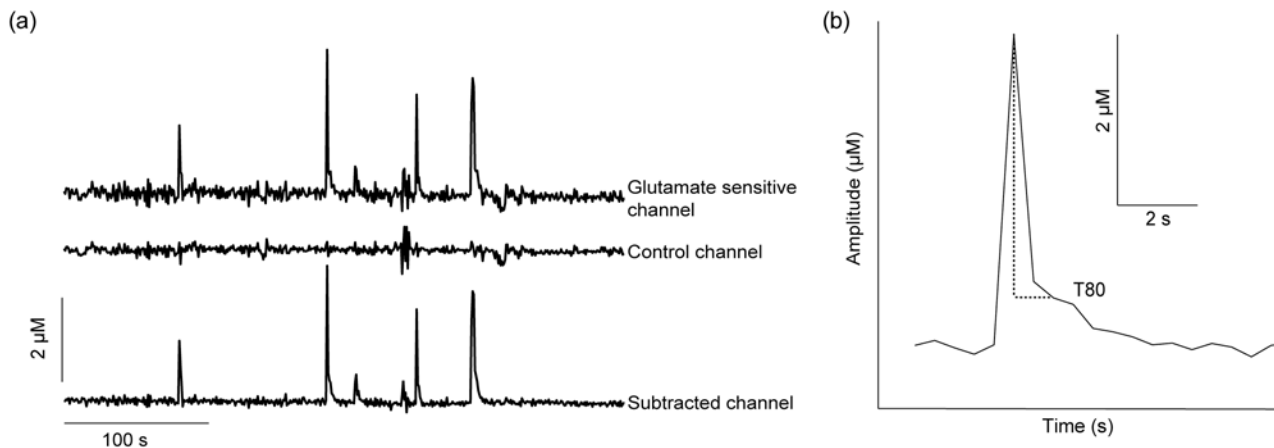 (a)
Glutamate sensitive
channel
Control channel
2 µM
Subtracted channel
100 s
(b)
Amplitude (µM)
2 µM
2 s
T80
Time (s)